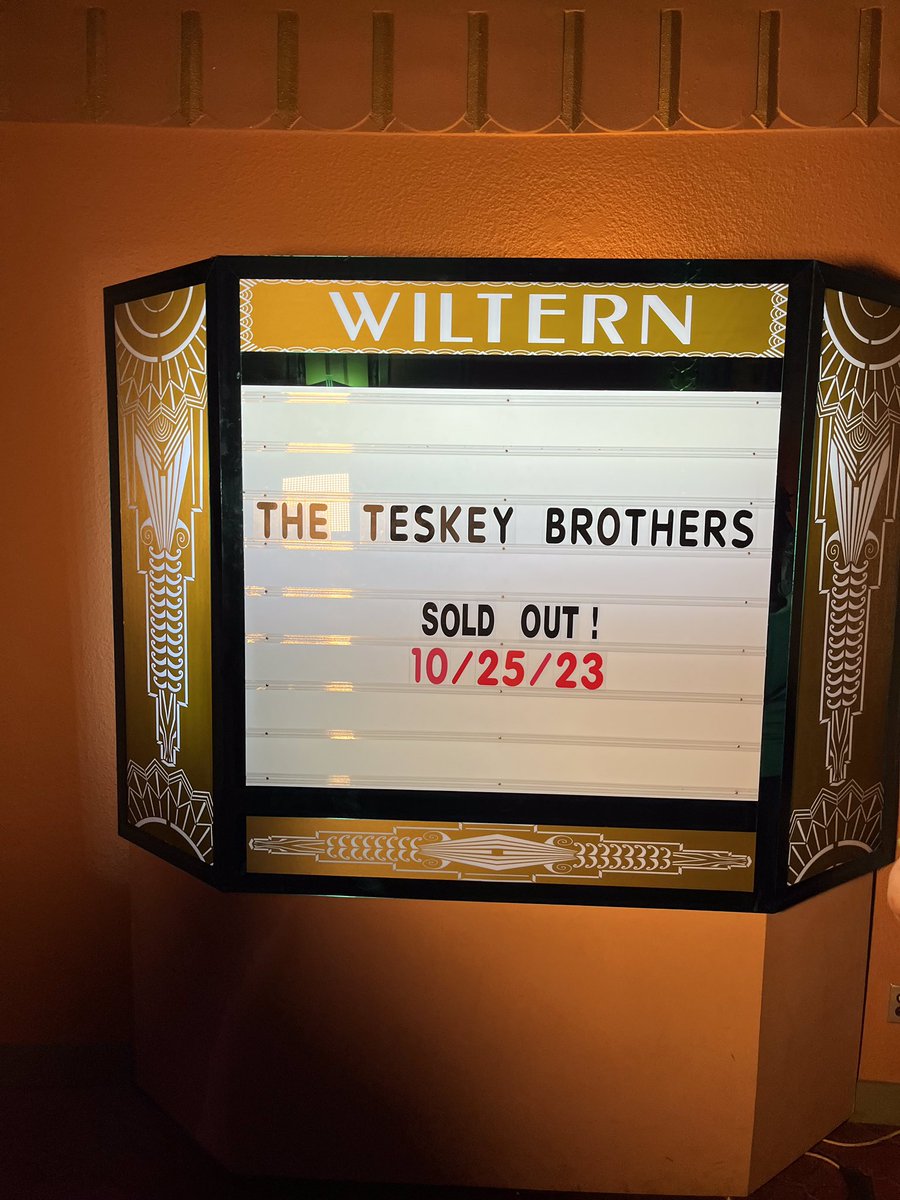 WILTERN
THE TESKEY BROTHERS
SOLD OUT!
10/25/23